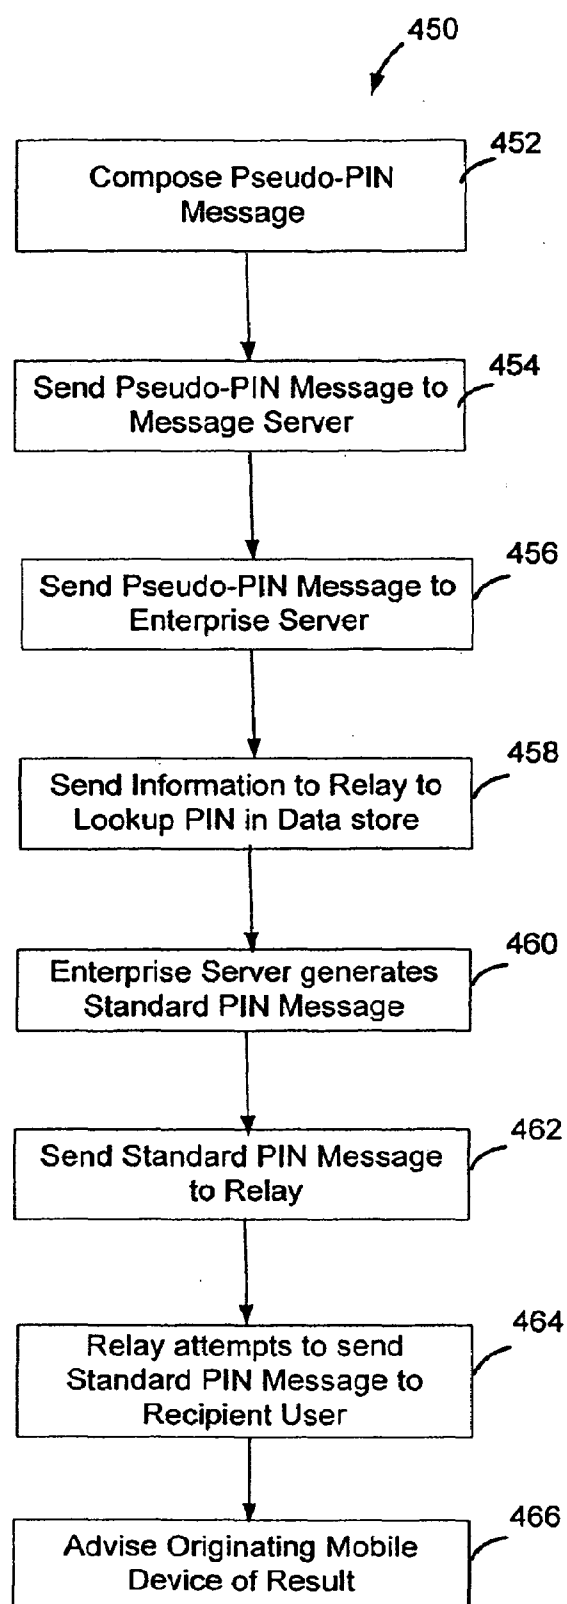 450
452
Compose Pseudo-PIN
Message
454
Send Pseudo-PIN Message to
Message Server
456
Send Pseudo-PIN Message to
Enterprise Server
458
Send Information to Relay to
Lookup PIN in Data store
460
Enterprise Server generates
Standard PIN Message
462
Send Standard PIN Message
to Relay
464
Relay attempts to send
Standard PIN Message to
Recipient User
466
Advise Originating Mobile
Device of Result